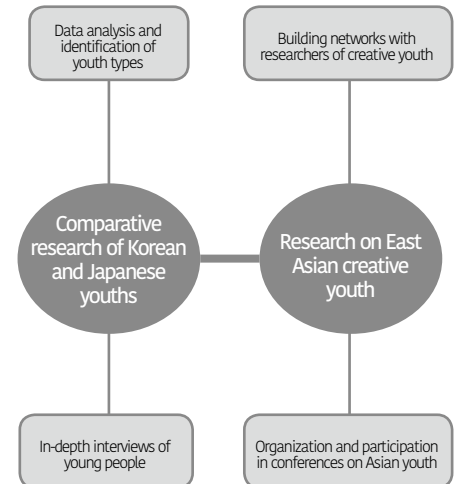 Data analysis and
identification of
youth types
Building networks with
researchers of creative youth
Comparative
research of Korean
and Japanese
youths
Research on East
Asian creative
youth
In-depth interviews of
young people
Organization and participation
in conferences on Asian youth